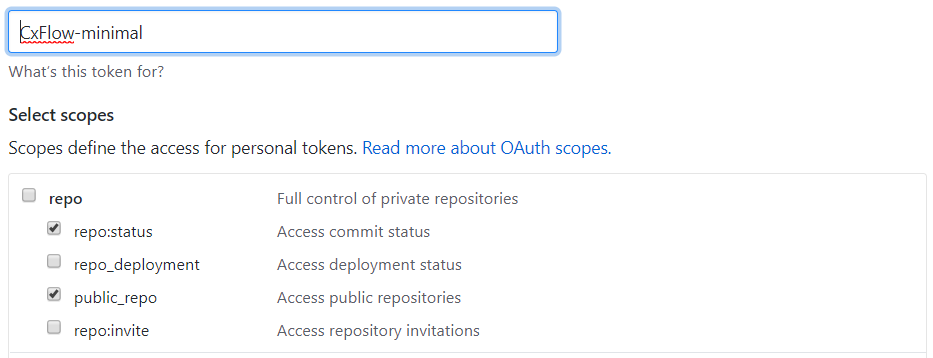 CxFlow-minimal
What's this token for?
Select scopes
Scopes define the access for personal tokens. Read more about OAuth scopes.
repo Full control of private repositories
repo:status Access commit status
repo_deployment Access deployment status
public_repo Access public repositories
repo:invite Access repository invitations